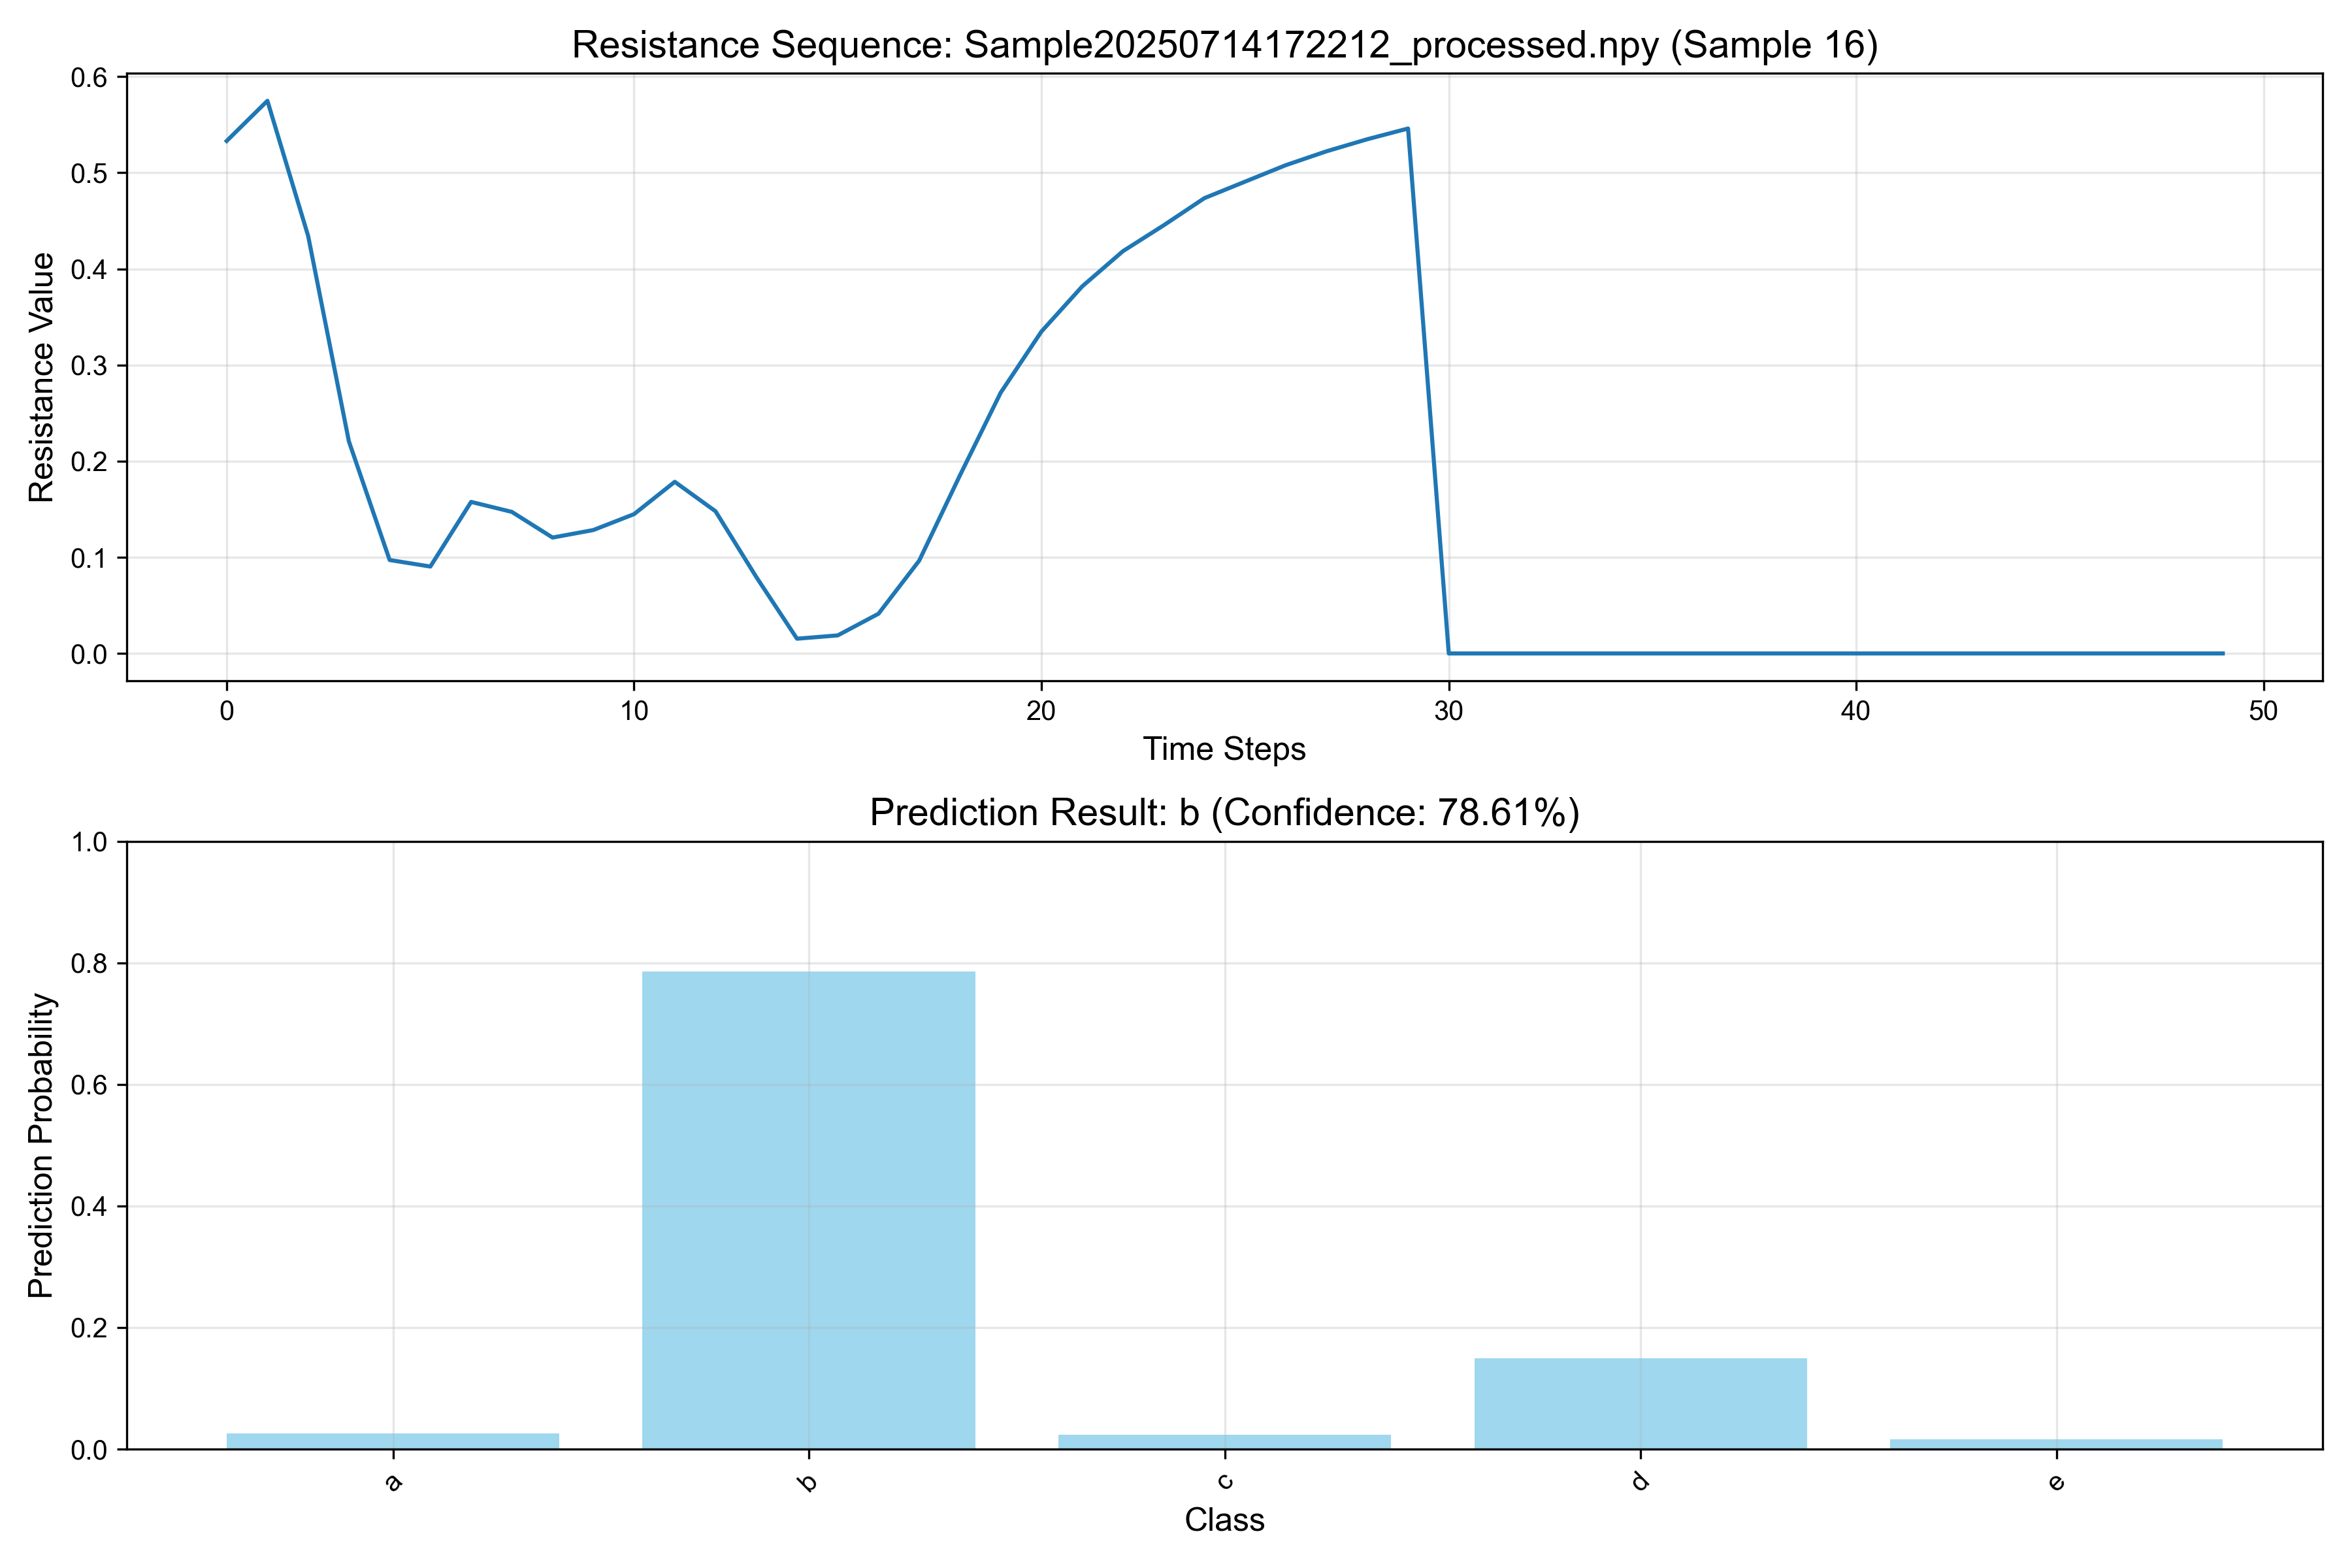 Resistance Sequence: Sample20250714172212_processed.npy (Sample 16)
0.6
0.5
0.4
0.3
0.2
0.1
0.0
Resistance Value
0 10 20 30 40 50
Time Steps
Prediction Result: b (Confidence: 78.61%)
1.0
0.8
0.6
0.4
0.2
0.0
Prediction Probability
a b c d e
Class